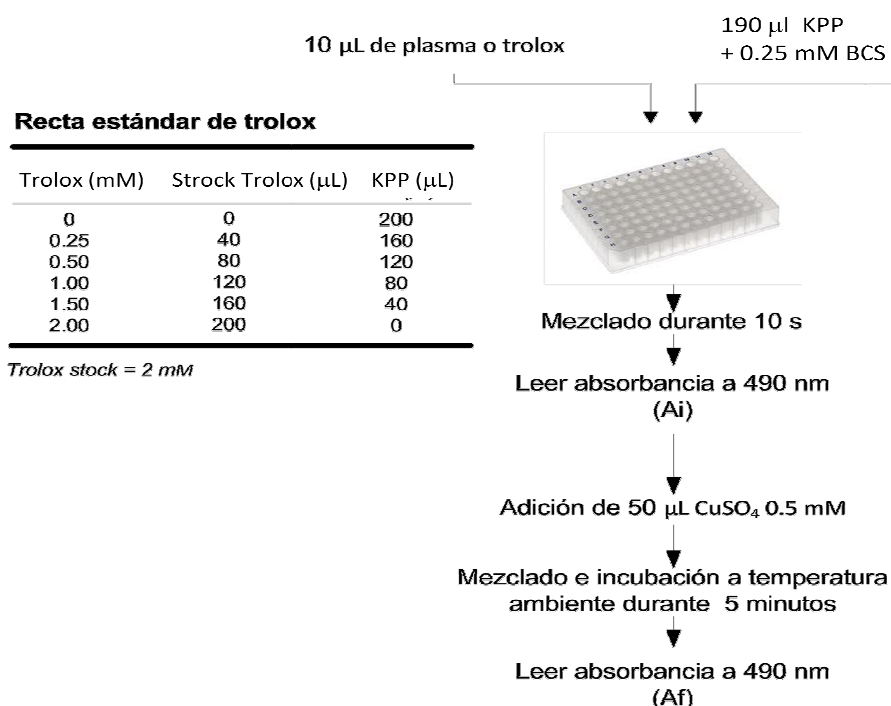 10 µL de plasma o trolox
190 µl KPP
+ 0.25 mM BCS
Recta estándar de trolox
Trolox (mM) Strock Trolox (µL) KPP (µL)
0 0 200
0.25 40 160
0.50 80 120
1.00 120 80
1.50 160 40
2.00 200 0
Trolox stock = 2 mM
Mezclado durante 10 s
Leer absorbancia a 490 nm
(Ai)
Adición de 50 µL CuSO₄ 0.5 mM
Mezclado e incubación a temperatura
ambiente durante 5 minutos
Leer absorbancia a 490 nm
(Af)